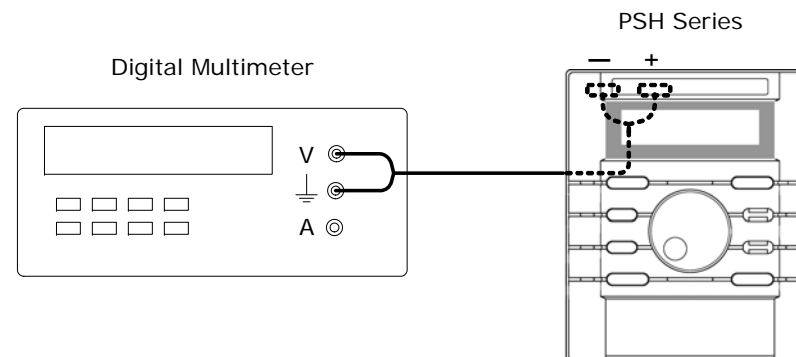 PSH Series
Digital Multimeter
— +
V
A